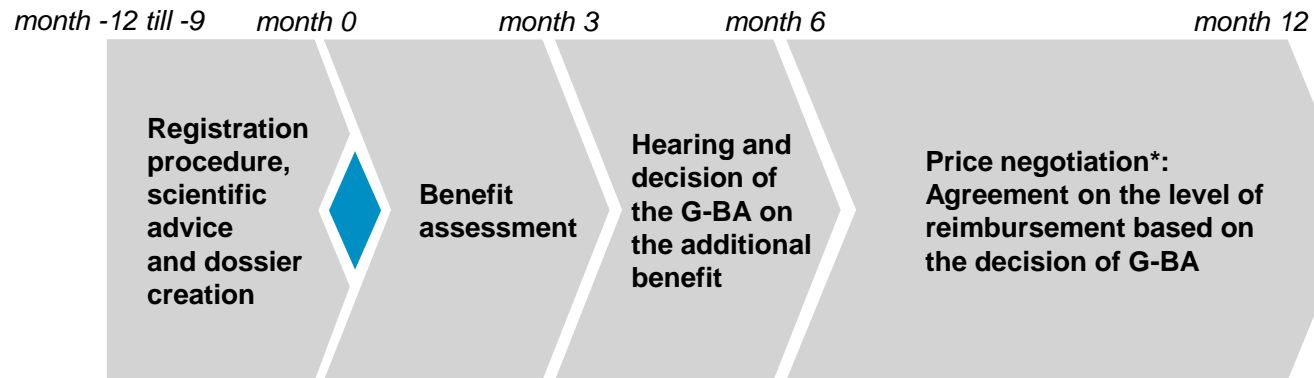 month -12 till -9
month 0
month 3
month 6
month 12
Registration
procedure,
scientific
advice
and dossier
creation
Benefit
assessment
Hearing and
decision of
the G-BA on
the additional
benefit
Price negotiation*:
Agreement on the level of
reimbursement based on
the decision of G-BA